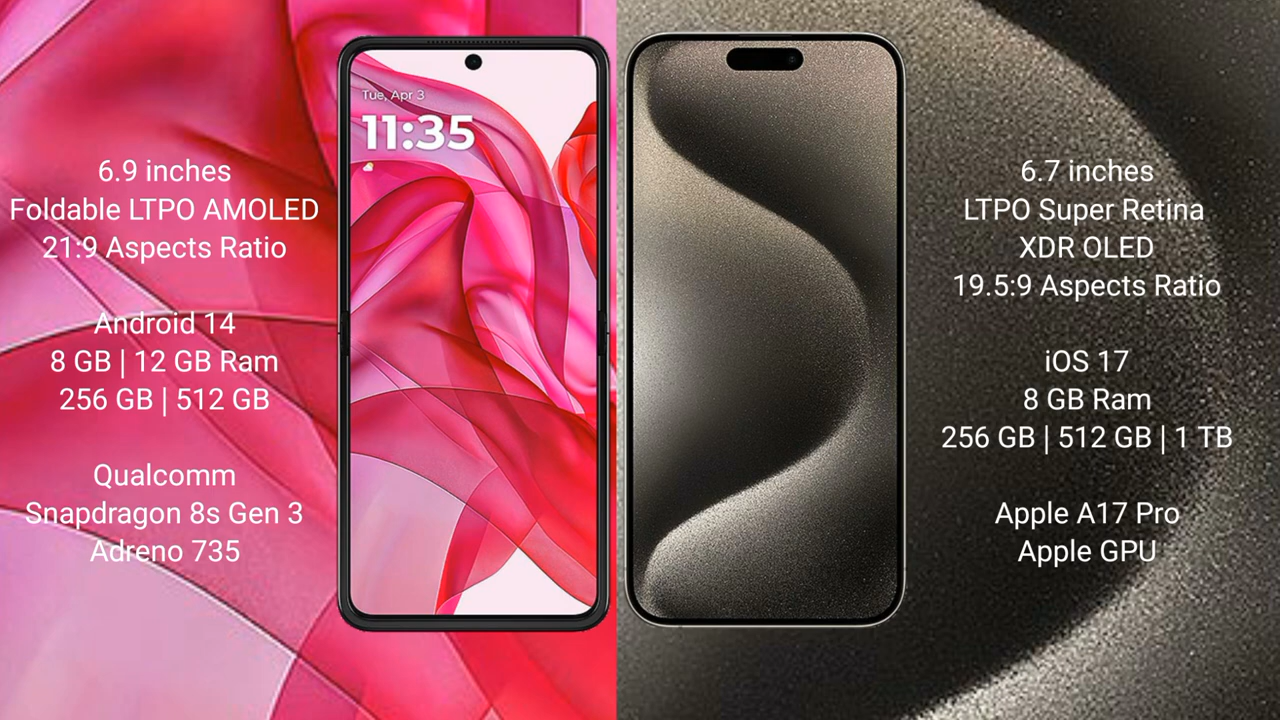 6.9 inches
Foldable LTPO AMOLED
21:9 Aspects Ratio
Android 14
8 GB | 12 GB Ram
256 GB | 512 GB
Qualcomm
Snapdragon 8s Gen 3
Adreno 735
Tue, Apr 3
11:35
6.7 inches
LTPO Super Retina
XDR OLED
19.5:9 Aspects Ratio
iOS 17
8 GB Ram
256 GB | 512 GB | 1 TB
Apple A17 Pro
Apple GPU